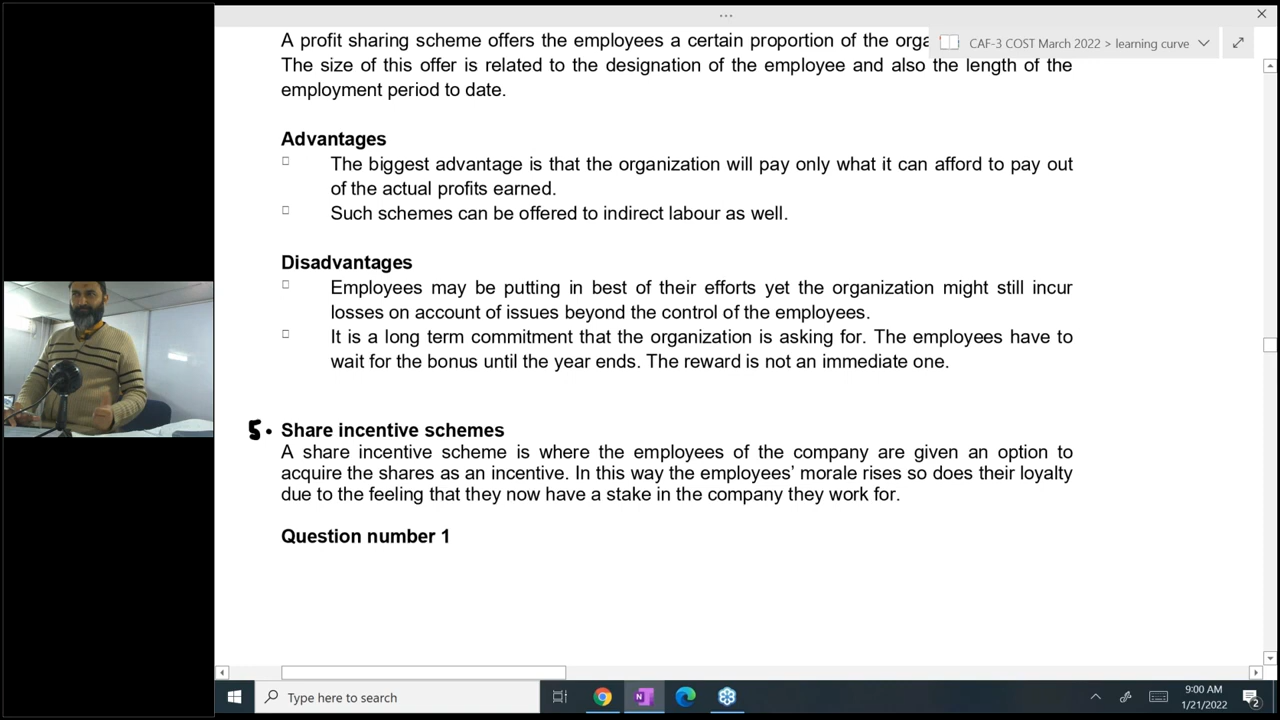 A profit sharing scheme offers the employees a certain proportion of the orga
CAF-3 COST March 2022 > learning curve
The size of this offer is related to the designation of the employee and also the length of the
employment period to date.
Advantages
The biggest advantage is that the organization will pay only what it can afford to pay out
of the actual profits earned.
Such schemes can be offered to indirect labour as well.
Disadvantages
Employees may be putting in best of their efforts yet the organization might still incur
losses on account of issues beyond the control of the employees.
It is a long term commitment that the organization is asking for. The employees have to
wait for the bonus until the year ends. The reward is not an immediate one.
5. Share incentive schemes
A share incentive scheme is where the employees of the company are given an option to
acquire the shares as an incentive. In this way the employees’ morale rises so does their loyalty
due to the feeling that they now have a stake in the company they work for.
Question number 1
Type here to search
9:00 AM
1/21/2022
2